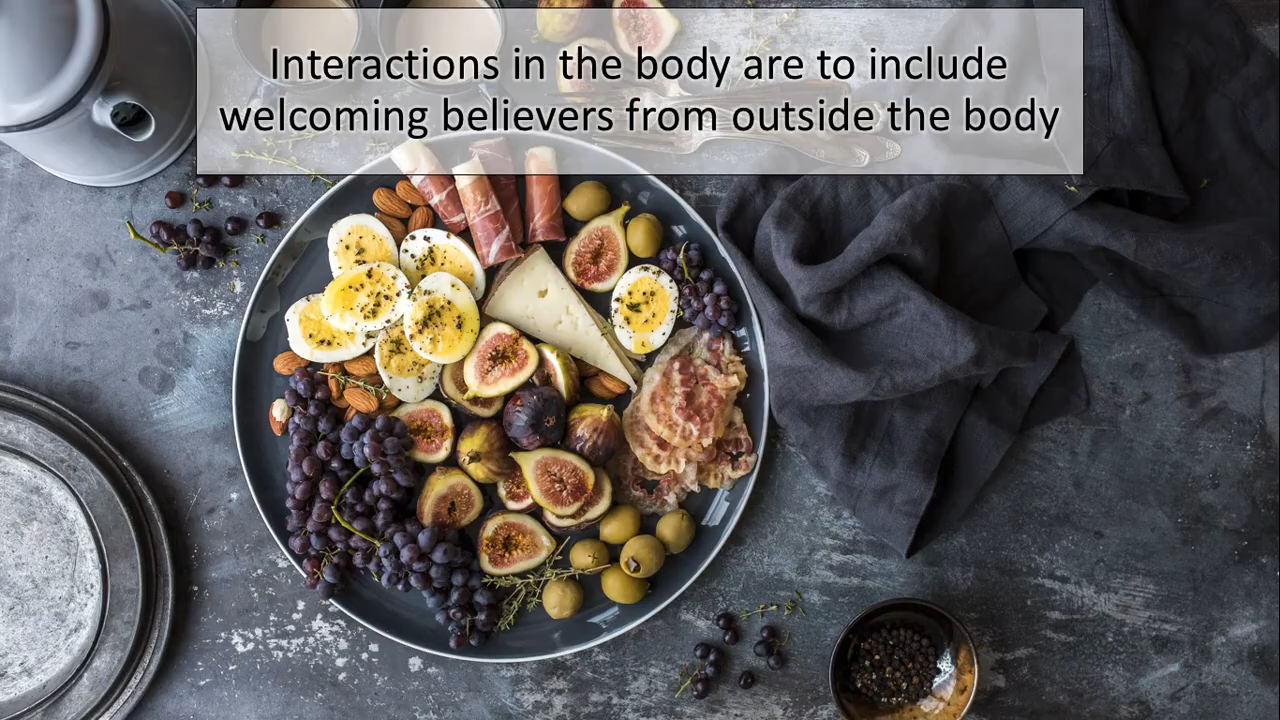 Interactions in the body are to include
welcoming believers from outside the body